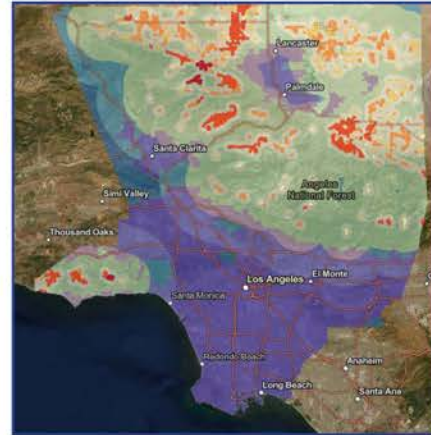 Lancaster
Palmdale
Santa Clarita
Angeles
National Forest
Simi Valley
Thousand Oaks
Los Angeles
El Monte
Santa Monica
Redondo Beach
Anaheim
Long Beach
Santa Ana